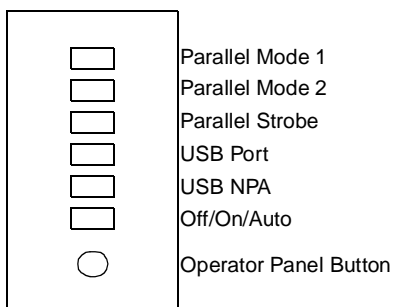 Parallel Mode 1
Parallel Mode 2
Parallel Strobe
USB Port
USB NPA
Off/On/Auto
Operator Panel Button